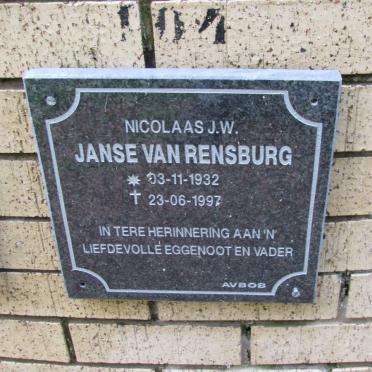 104
NICOLAAS J.W.
JANSE VAN RENSBURG
03-11-1932
23-06-1997
IN TERE HERINNERING AAN 'N'
LIEFDEVOLLE EGGENOOT EN VADER
AVBOB